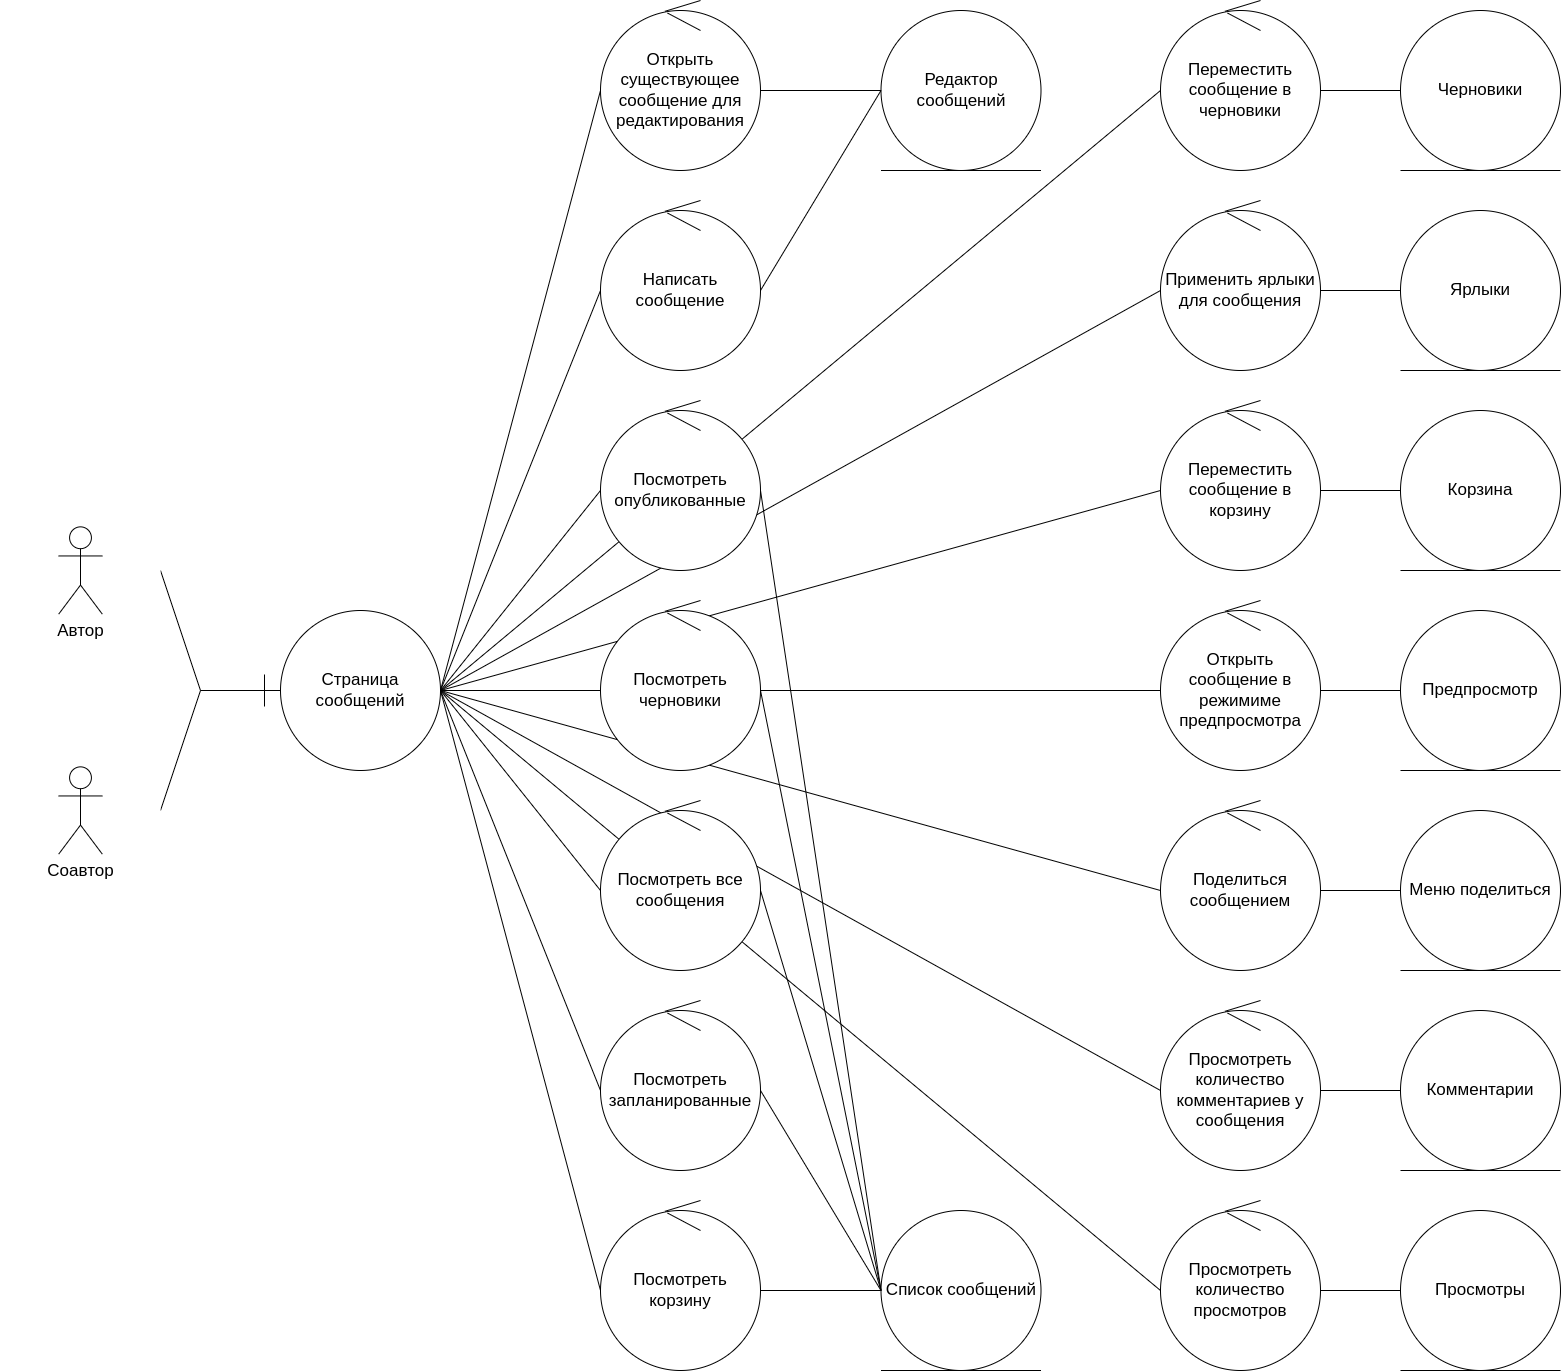 Открыть
существующее
сообщение для
редактирования
Редактор
сообщений
Переместить
сообщение в
черновики
Черновики
Написать
сообщение
Применить ярлыки
для сообщения
Ярлыки
Посмотреть
опубликованные
Переместить
сообщение в
корзину
Корзина
Автор
Страница
сообщений
Посмотреть
черновики
Открыть
сообщение в
режимиме
предпросмотра
Предпросмотр
Соавтор
Посмотреть все
сообщения
Поделиться
сообщением
Меню поделиться
Посмотреть
запланированные
Просмотреть
количество
комментариев у
сообщения
Комментарии
Посмотреть
корзину
Список сообщений
Просмотреть
количество
просмотров
Просмотры